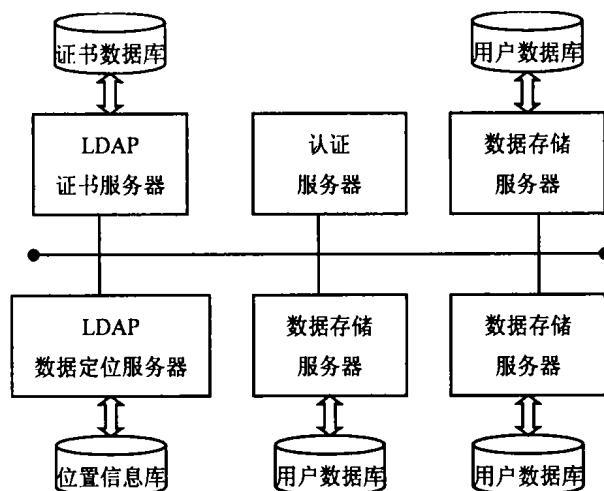 证书数据库
用户数据库
LDAP
证书服务器
认证
服务器
数据存储
服务器
LDAP
数据定位服务器
数据存储
服务器
数据存储
服务器
位置信息库
用户数据库
用户数据库